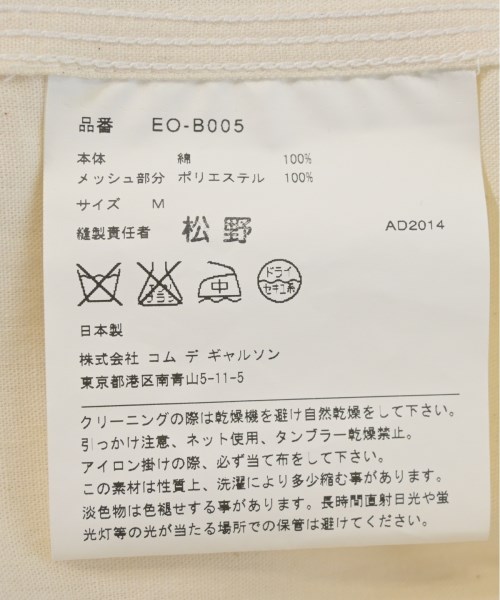 品番 EO-B005
本体 綿 100%
メッシュ部分 ポリエステル 100%
サイズ M
縫製責任者 松野 AD2014
エンソ サラシ 中 ドライ セキユ系
日本製
株式会社 コム デ ギャルソン
東京都港区南青山5-11-5
クリーニングの際は乾燥機を避け自然乾燥をして下さい。
引っかけ注意、ネット使用、タンブラー乾燥禁止。
アイロン掛けの際、必ず当て布をして下さい。
この素材は性質上、洗濯により多少縮む事があります。
淡色物は色褪せする事があります。長時間直射日光や蛍
光灯等の光が当たる場所での保管は避けてください。